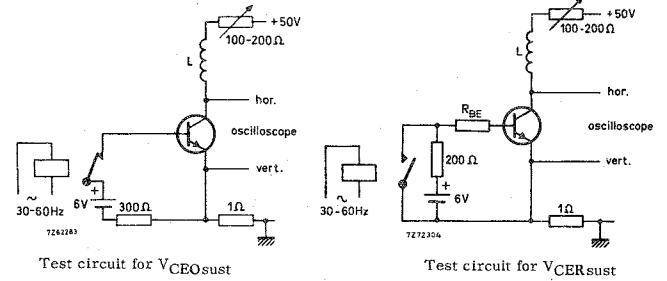 +50V
100-200Ω
L
hor.
oscilloscope
vert.
+
6V
300Ω
1Ω
~
30-60Hz
7Z62283
Test circuit for VCEOsust
+50V
100-200Ω
L
hor.
RBE
oscilloscope
200Ω
vert.
+
6V
1Ω
~
30-60Hz
7Z72304
Test circuit for VCERsust